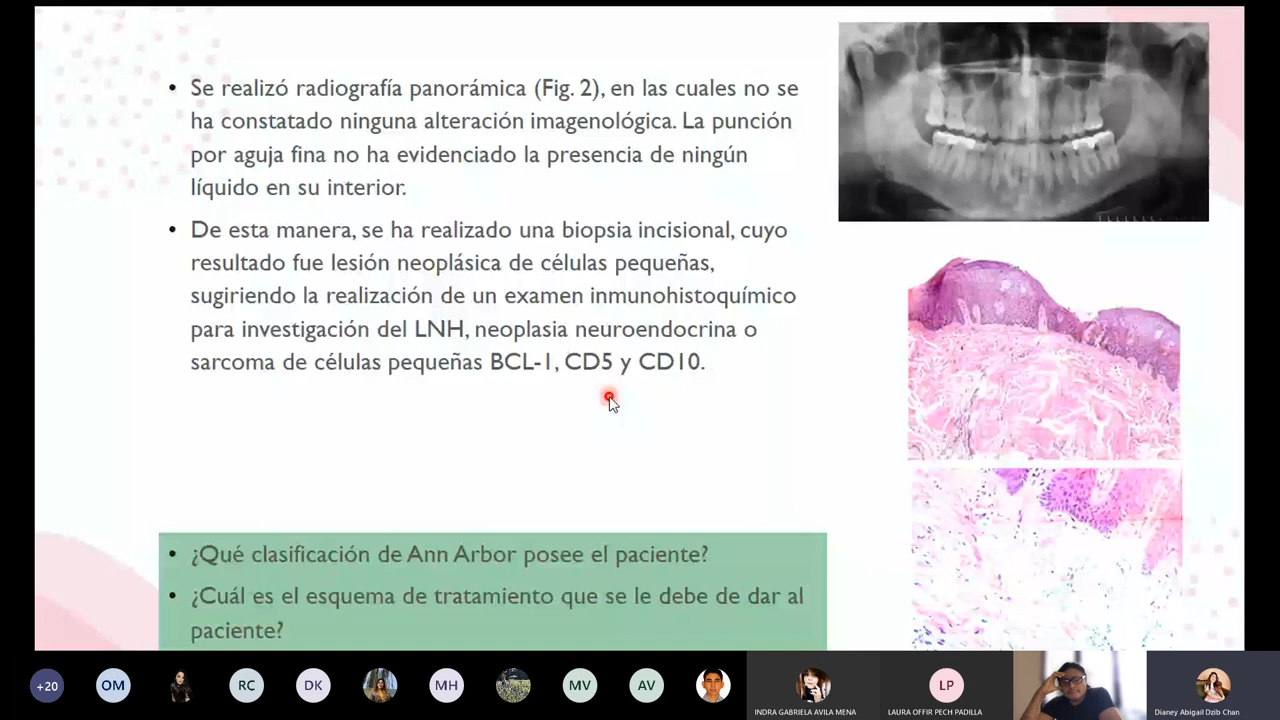 • Se realizó radiografía panorámica (Fig. 2), en las cuales no se
ha constatado ninguna alteración imagenológica. La punción
por aguja fina no ha evidenciado la presencia de ningún
líquido en su interior.
• De esta manera, se ha realizado una biopsia incisional, cuyo
resultado fue lesión neoplásica de células pequeñas,
sugiriendo la realización de un examen inmunohistoquímico
para investigación del LNH, neoplasia neuroendocrina o
sarcoma de células pequeñas BCL-1, CD5 y CD10.
• ¿Qué clasificación de Ann Arbor posee el paciente?
• ¿Cuál es el esquema de tratamiento que se le debe de dar al
paciente?
+20 OM RC DK MH MV AV LP
INDRA GABRIELA AVILA MENA
LAURA OFFIR PECH PADILLA
Dianey Abigail Dzib Chan